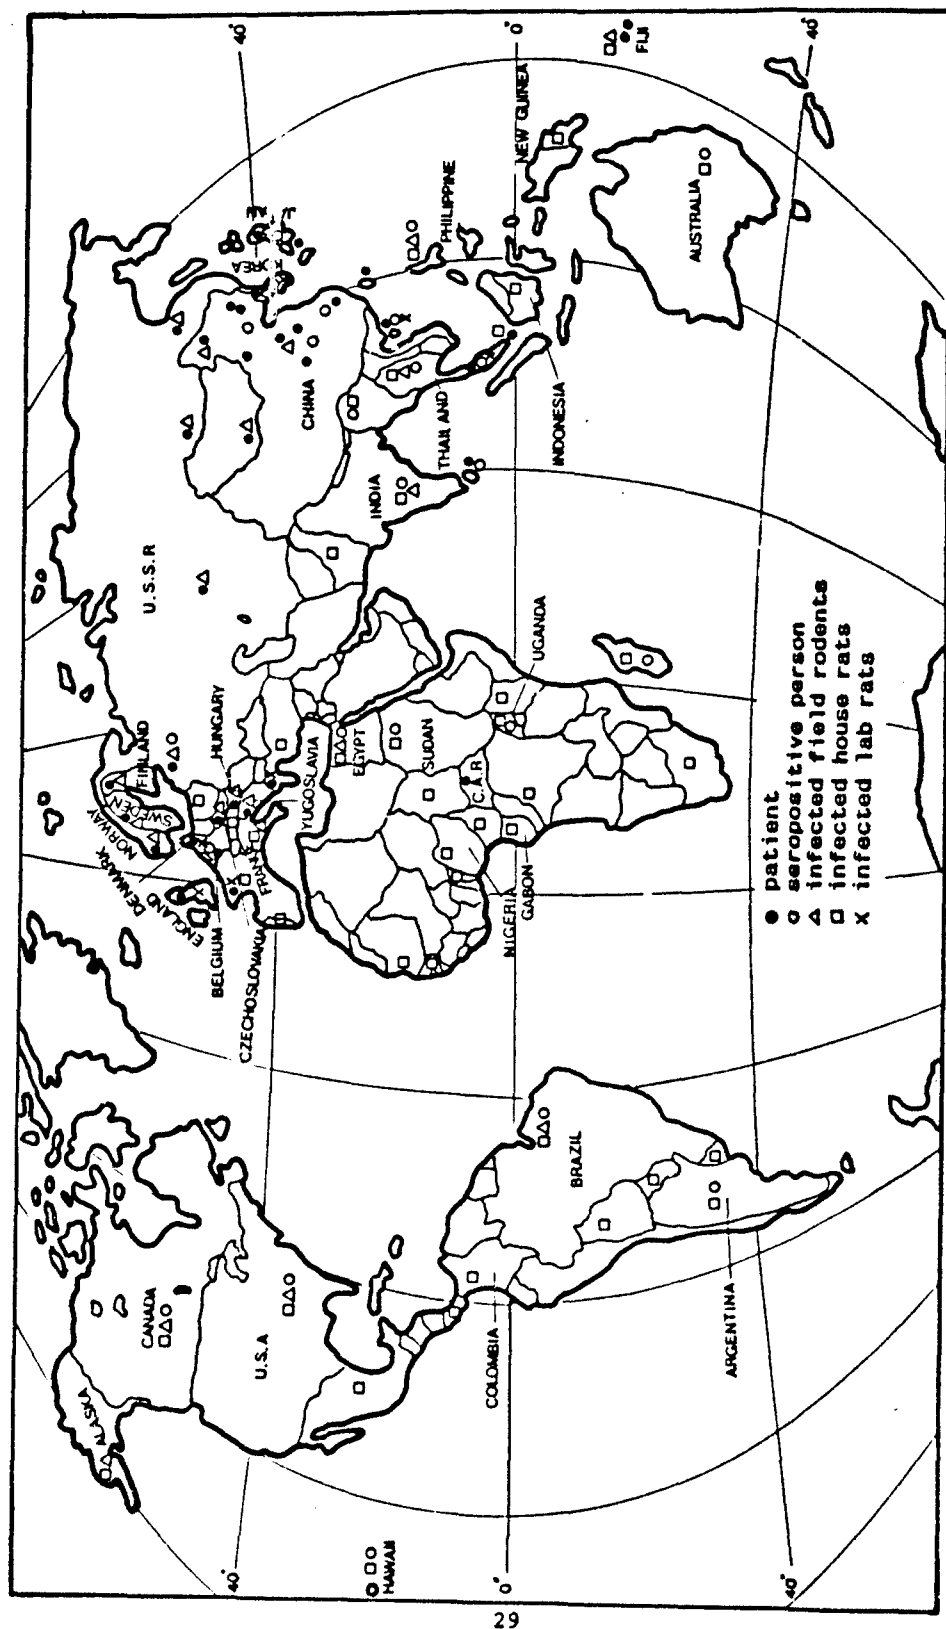 40°
0°
40°
ALASKA
CANADA
U.S.A
HAWAII
COLOMBIA
BRAZIL
ARGENTINA
NORWAY
SWEDEN
FINLAND
DENMARK
ENGLAND
BELGIUM
CZECHOSLOVAKIA
HUNGARY
YUGOSLAVIA
U.S.S.R
EGYPT
SUDAN
C.A.R
NIGERIA
GABON
UGANDA
INDIA
CHINA
THAILAND
INDONESIA
PHILIPPINE
NEW GUINEA
AUSTRALIA
FIJI
40°
0°
40°
● patient
○ seropositive person
△ infected field rodents
□ infected house rats
x infected lab rats
29